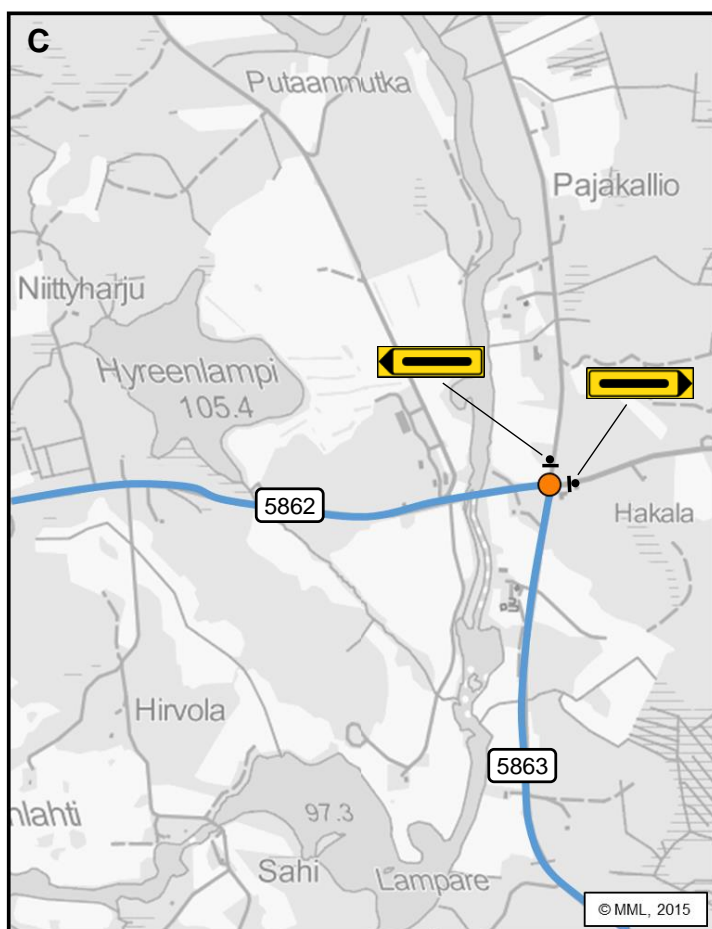 C
Putaanmutka
Pajakallio
Niittyharju
Hyreenlampi
105.4
5862
Hakala
Hirvola
5863
nlahti
97.3
Sahi
Lampare
© MML, 2015